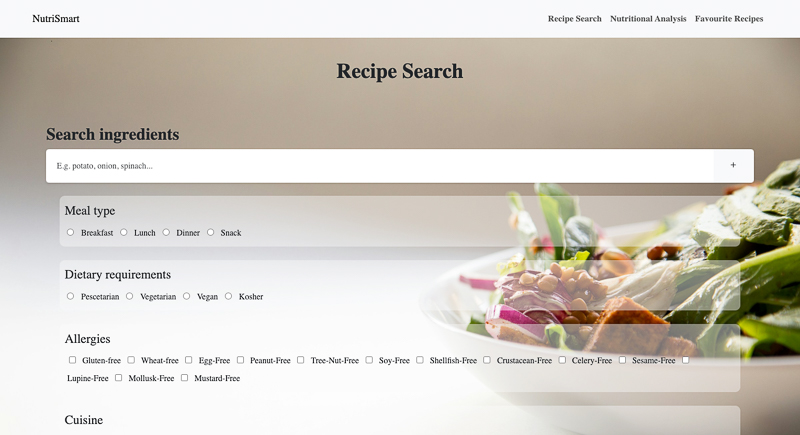 NutriSmart
Recipe Search Nutritional Analysis Favourite Recipes
Recipe Search
Search ingredients
E.g. potato, onion, spinach... +
Meal type
Breakfast Lunch Dinner Snack
Dietary requirements
Pescetarian Vegetarian Vegan Kosher
Allergies
Gluten-free Wheat-free Egg-Free Peanut-Free Tree-Nut-Free Soy-Free Shellfish-Free Crustacean-Free Celery-Free Sesame-Free
Lupine-Free Mollusk-Free Mustard-Free
Cuisine